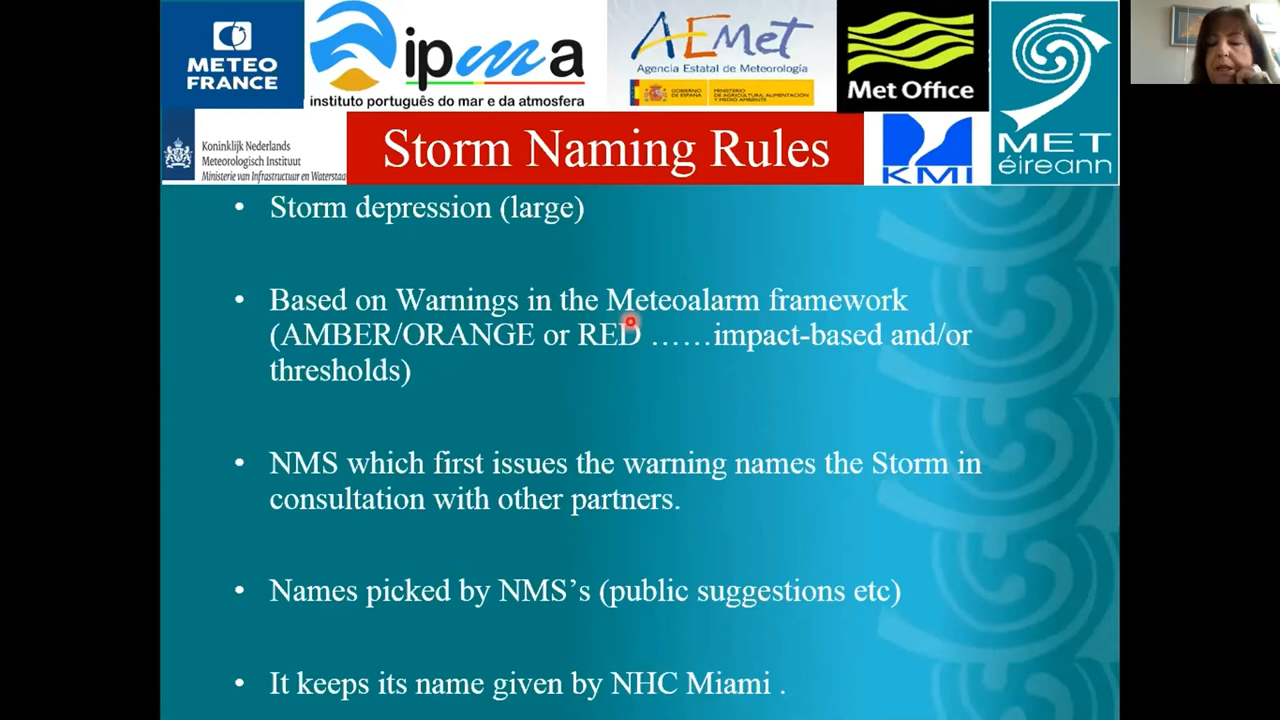 METEO
FRANCE
ipma
instituto português do mar e da atmosfera
AEMet
Agencia Estatal de Meteorología
GOBIERNO
DE ESPAÑA
MINISTERIO
DE AGRICULTURA, ALIMENTACIÓN
Y MEDIO AMBIENTE
Met Office
MET
éireann
Koninklijk Nederlands
Meteorologisch Instituut
Ministerie van Infrastructuur en Waterstaat
Storm Naming Rules
KMI
• Storm depression (large)
• Based on Warnings in the Meteoalarm framework
(AMBER/ORANGE or RED ……impact-based and/or
thresholds)
• NMS which first issues the warning names the Storm in
consultation with other partners.
• Names picked by NMS’s (public suggestions etc)
• It keeps its name given by NHC Miami .